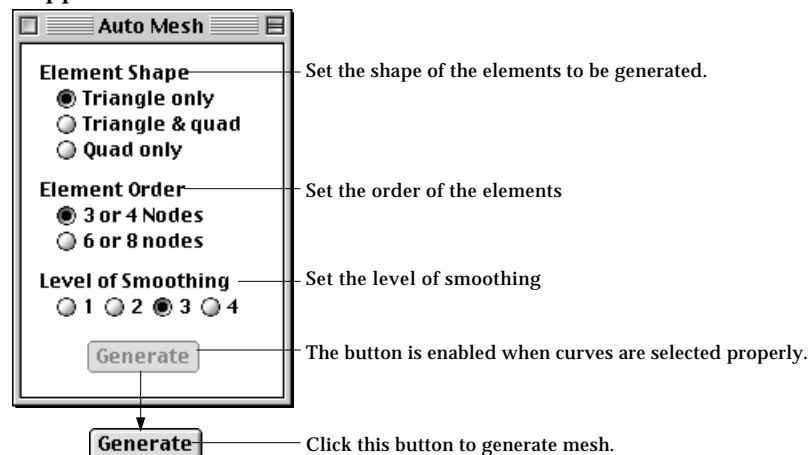 Auto Mesh
Element Shape
Set the shape of the elements to be generated.
Triangle only
Triangle & quad
Quad only
Element Order
Set the order of the elements
3 or 4 Nodes
6 or 8 nodes
Level of Smoothing
Set the level of smoothing
1 2 3 4
Generate
The button is enabled when curves are selected properly.
Generate
Click this button to generate mesh.